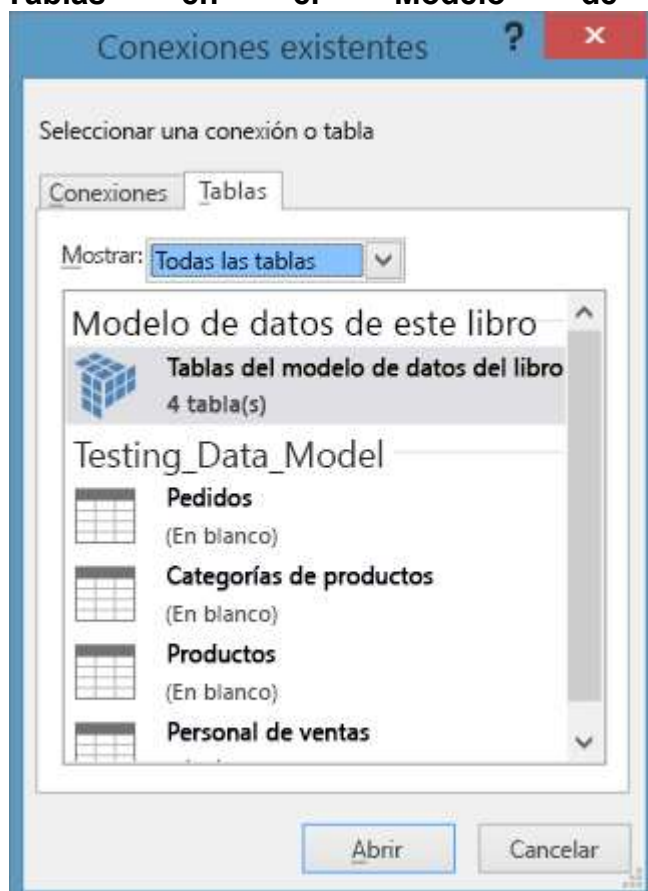 Tablas en el Modelo de
Conexiones existentes ? ×
Seleccionar una conexión o tabla
Conexiones Tablas
Mostrar: Todas las tablas
Modelo de datos de este libro
Tablas del modelo de datos del libro
4 tabla(s)
Testing_Data_Model
Pedidos
(En blanco)
Categorías de productos
(En blanco)
Productos
(En blanco)
Personal de ventas
Abrir Cancelar